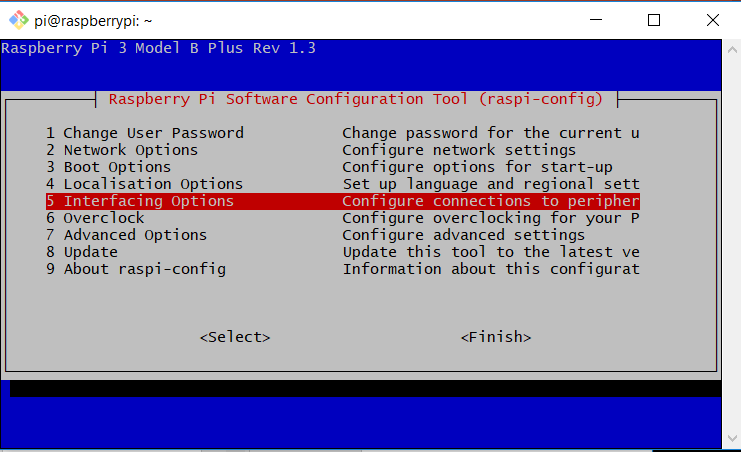 pi@raspberrypi: ~
Raspberry Pi 3 Model B Plus Rev 1.3
Raspberry Pi Software Configuration Tool (raspi-config)
1 Change User Password Change password for the current u
2 Network Options Configure network settings
3 Boot Options Configure options for start-up
4 Localisation Options Set up language and regional sett
5 Interfacing Options Configure connections to peripher
6 Overclock Configure overclocking for your P
7 Advanced Options Configure advanced settings
8 Update Update this tool to the latest ve
9 About raspi-config Information about this configurat
<Select> <Finish>